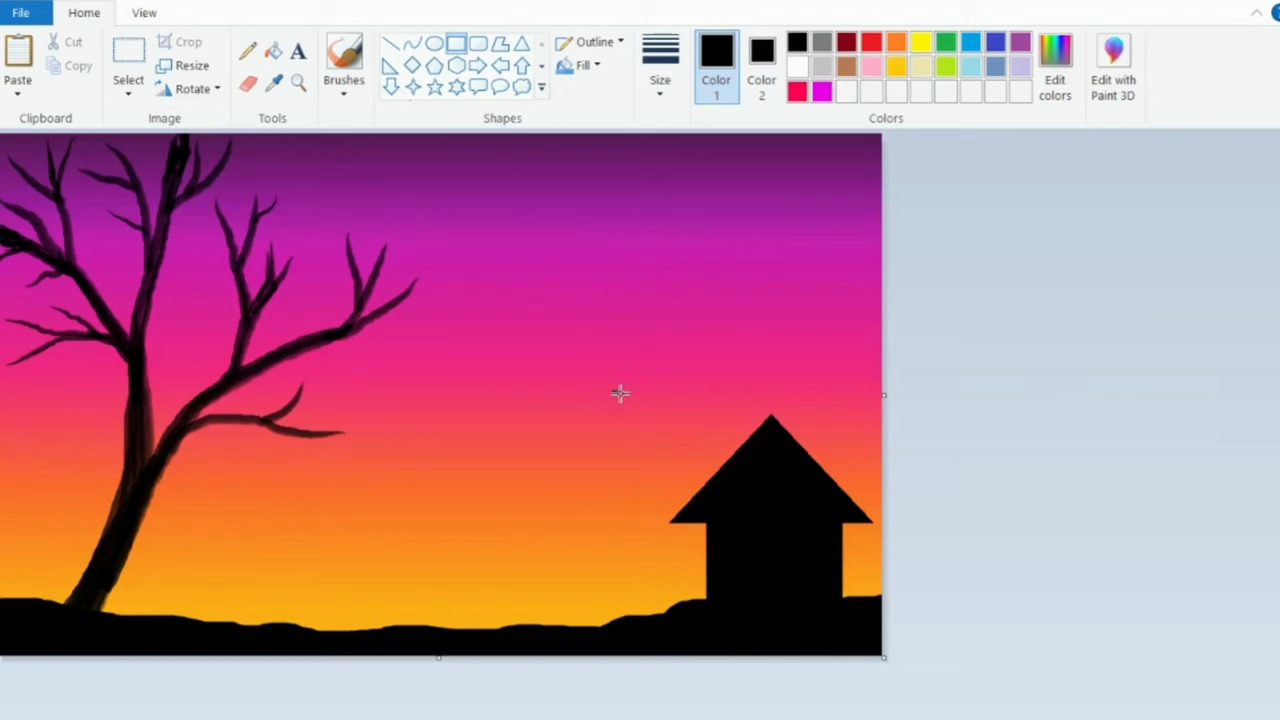 File Home View
Paste Cut Copy
Clipboard
Select Crop Resize Rotate
Image
Tools
Brushes
Shapes
Outline
Fill
Size
Color 1
Color 2
Edit colors
Colors
Edit with Paint 3D